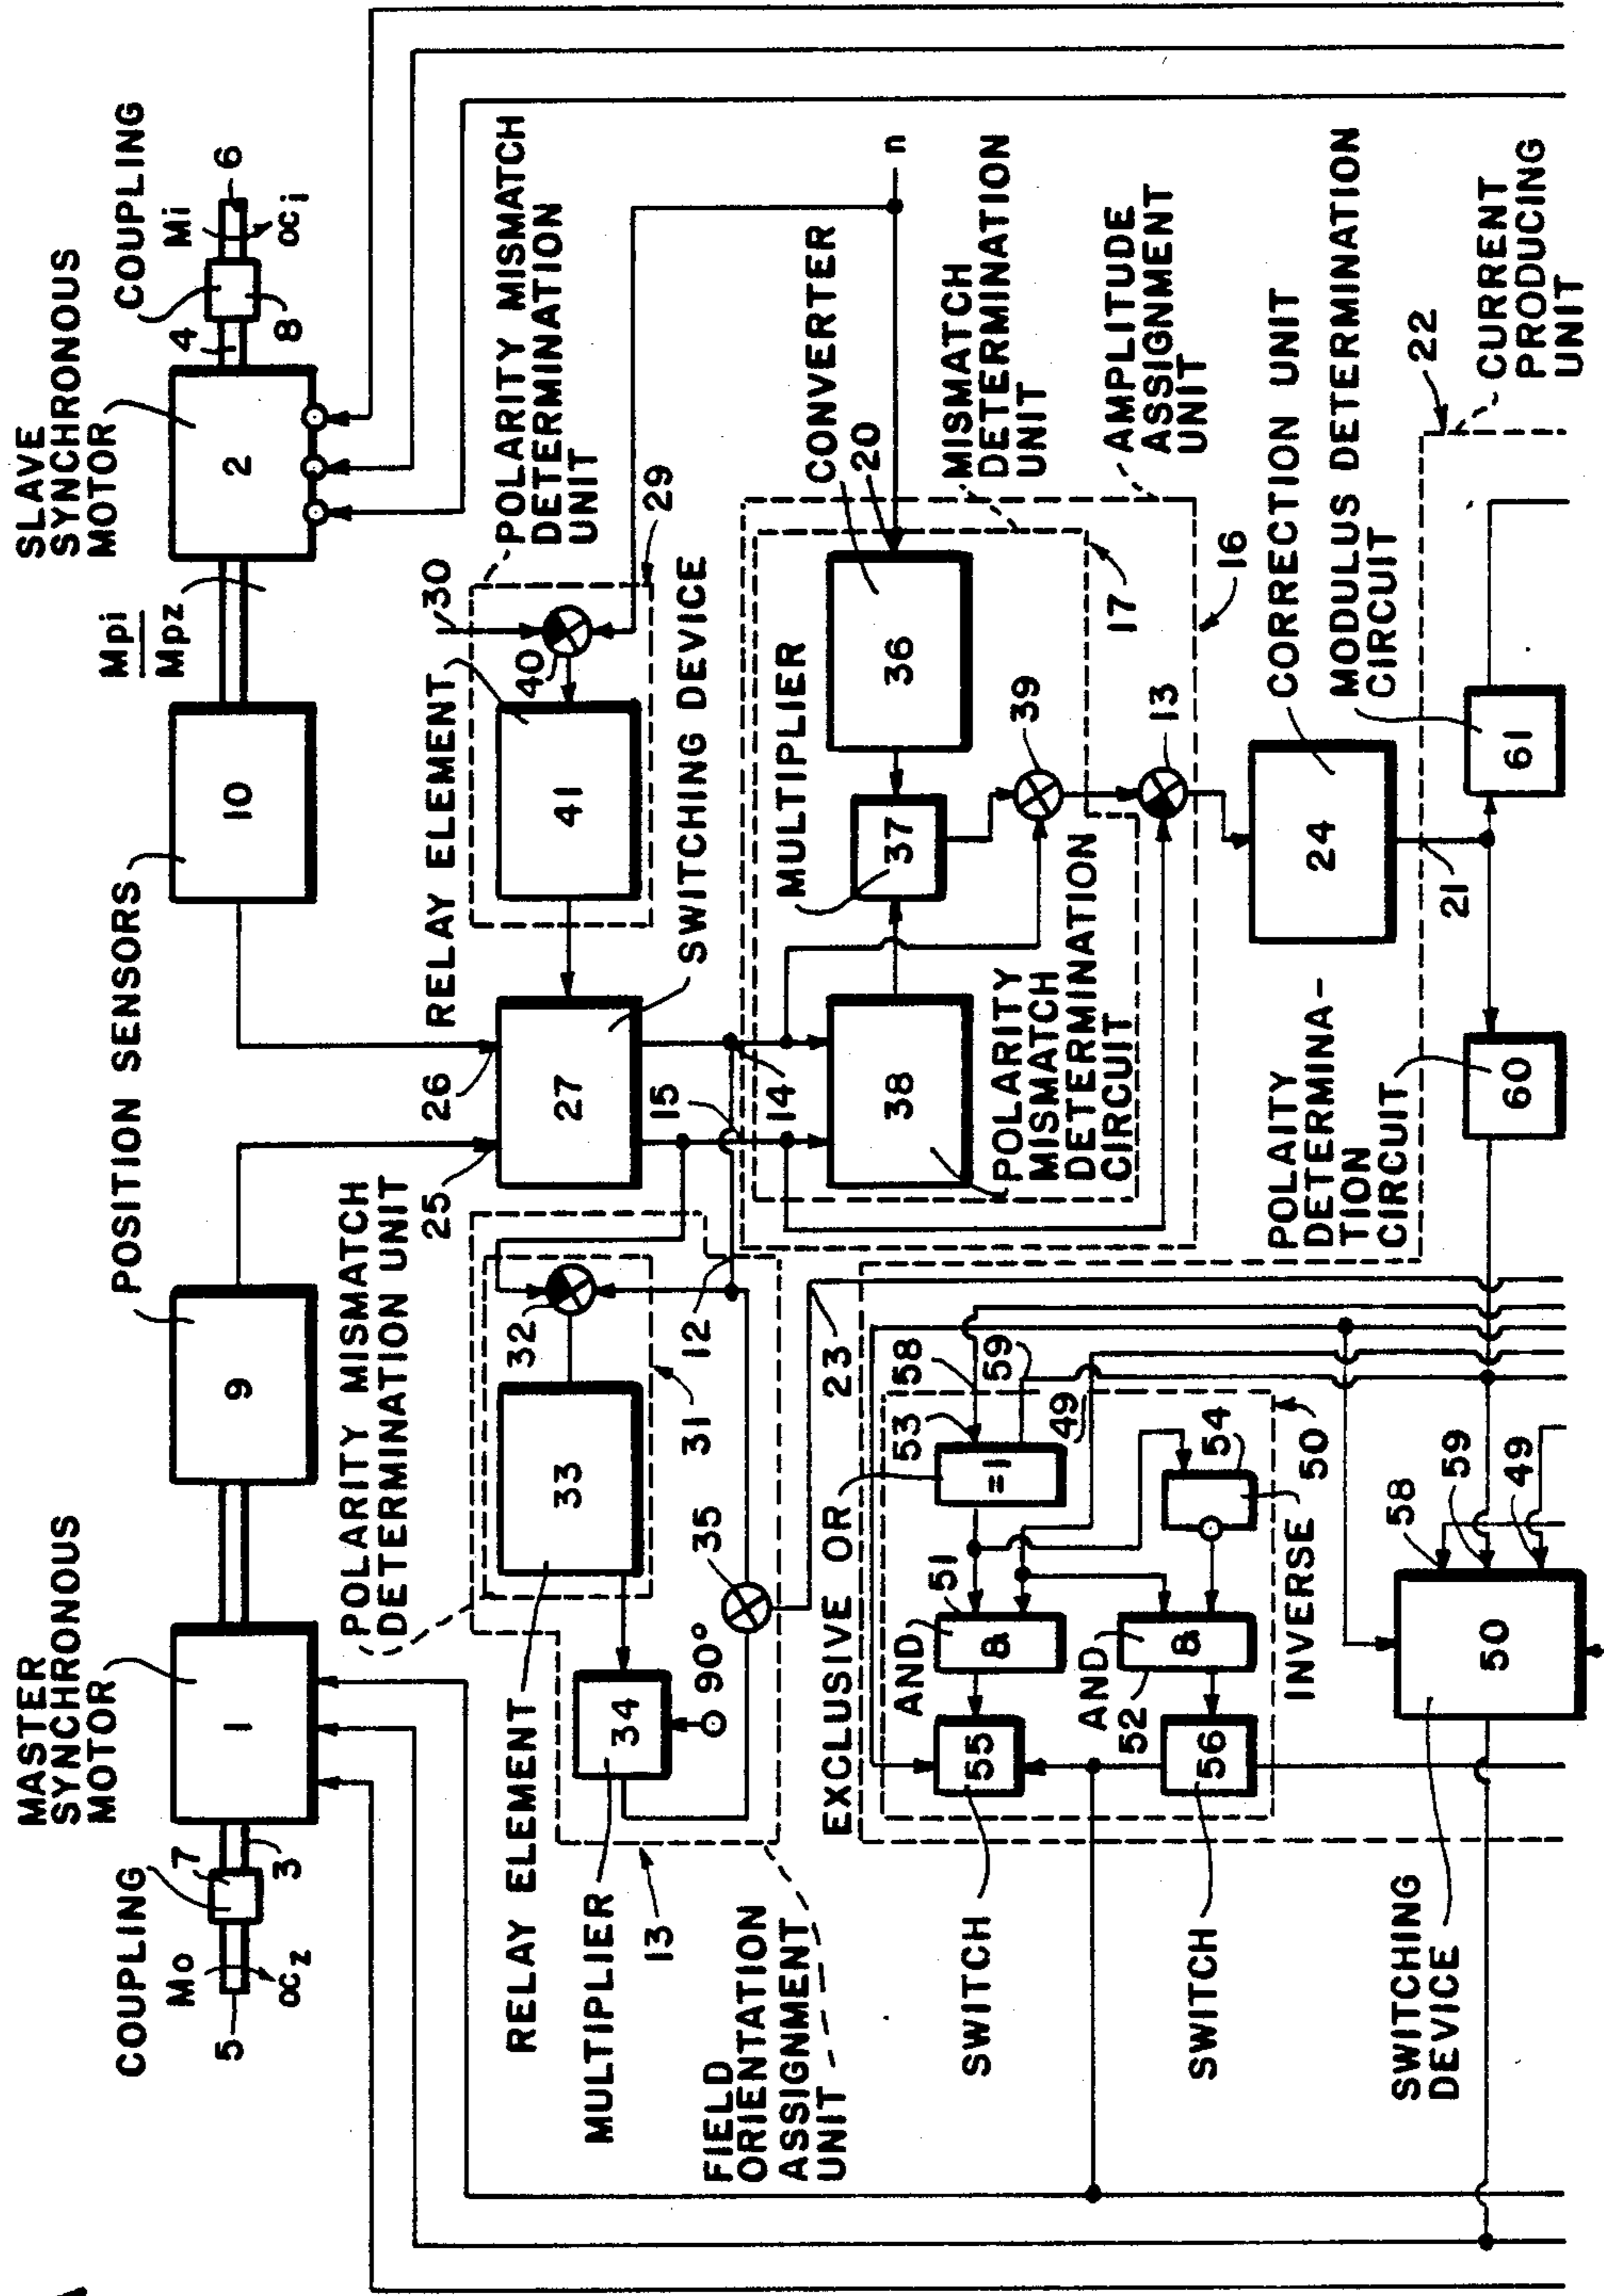 MASTER
SYNCHRONOUS
MOTOR
POSITION SENSORS
SLAVE
SYNCHRONOUS
MOTOR
COUPLING
COUPLING
Mo
αz
5
7
3
1
9
10
Mpi
Mpz
2
4
8
Mi
αi
6
POLARITY MISMATCH
DETERMINATION UNIT
25
26
RELAY ELEMENT
30
POLARITY MISMATCH
DETERMINATION
UNIT
RELAY ELEMENT
33
32
27
41
40
29
SWITCHING DEVICE
MULTIPLIER
34
90°
35
31
12
13
15
14
FIELD
ORIENTATION
ASSIGNMENT
UNIT
23
MULTIPLIER
CONVERTER
20
n
38
37
36
39
POLARITY
MISMATCH
DETERMINATION
CIRCUIT
MISMATCH
DETERMINATION
UNIT
17
AMPLITUDE
ASSIGNMENT
UNIT
16
13
EXCLUSIVE OR
53
58
59
49
=1
AND
51
&
AND
52
&
54
55
56
50
INVERSE
SWITCH
SWITCH
24
CORRECTION UNIT
21
POLAITY
DETERMINA-
TION
CIRCUIT
60
61
MODULUS DETERMINATION
CIRCUIT
22
CURRENT
PRODUCING
UNIT
SWITCHING
DEVICE
50
58
59
49